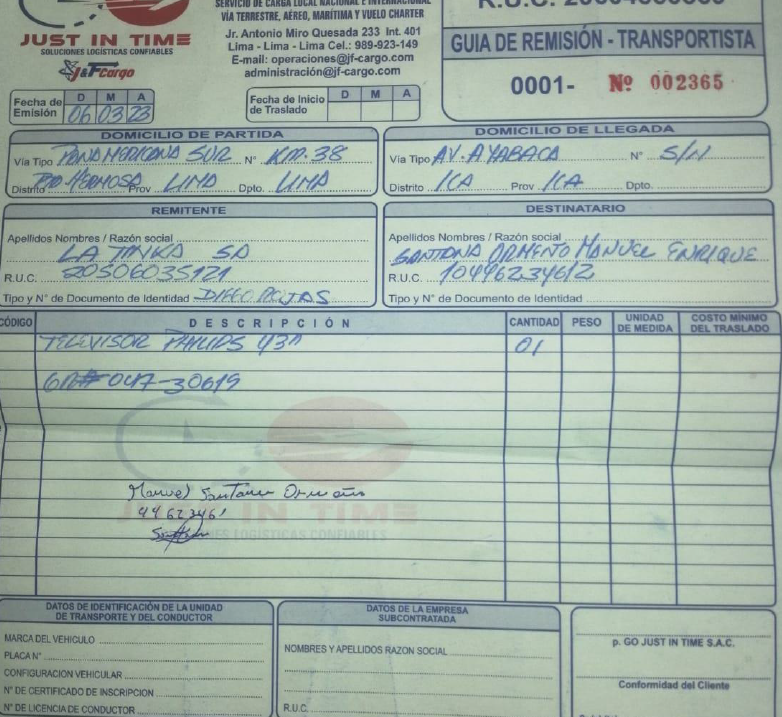 SERVICIO DE CARGA LOCAL NACIONAL E INTERNACIONAL
VÍA TERRESTRE, AÉREO, MARÍTIMA Y VUELO CHARTER
JUST IN TIME
SOLUCIONES LOGÍSTICAS CONFIABLES
J&F Cargo
Jr. Antonio Miro Quesada 233 Int. 401
Lima - Lima - Lima Cel.: 989-923-149
E-mail: operaciones@jf-cargo.com
administración@jf-cargo.com
R.U.C.
GUIA DE REMISIÓN - TRANSPORTISTA
0001- Nº 002365
Fecha de Emisión D M A 06 03 23
Fecha de Inicio de Traslado D M A
DOMICILIO DE PARTIDA
Vía Tipo PANAMERICANA SUR Nº KM.38
Distrito PTO HERMOSA Prov LIMA Dpto. LIMA
DOMICILIO DE LLEGADA
Via Tipo AV. AYABACA Nº S/N
Distrito ICA Prov ICA Dpto.
REMITENTE
Apellidos Nombres / Razón social
LA TINKA SA
R.U.C. 20506035121
Tipo y Nº de Documento de Identidad DIEGO ROJAS
DESTINATARIO
Apellidos Nombres / Razón social
SANTANA ORMEÑO MANUEL ENRIQUE
R.U.C. 10446234612
Tipo y Nº de Documento de Identidad
CÓDIGO DESCRIPCIÓN CANTIDAD PESO UNIDAD DE MEDIDA COSTO MÍNIMO DEL TRASLADO
TELEVISOR PHILIPS 43" 01
GR# 047-30619
Manuel Santana Ormeño
44623461
JUST IN TIME
SOLUCIONES LOGÍSTICAS CONFIABLES
DATOS DE IDENTIFICACIÓN DE LA UNIDAD
DE TRANSPORTE Y DEL CONDUCTOR
MARCA DEL VEHICULO
PLACA Nº
CONFIGURACION VEHICULAR
Nº DE CERTIFICADO DE INSCRIPCION
Nº DE LICENCIA DE CONDUCTOR
DATOS DE LA EMPRESA
SUBCONTRATADA
NOMBRES Y APELLIDOS RAZON SOCIAL
R.U.C.
p. GO JUST IN TIME S.A.C.
Conformidad del Cliente